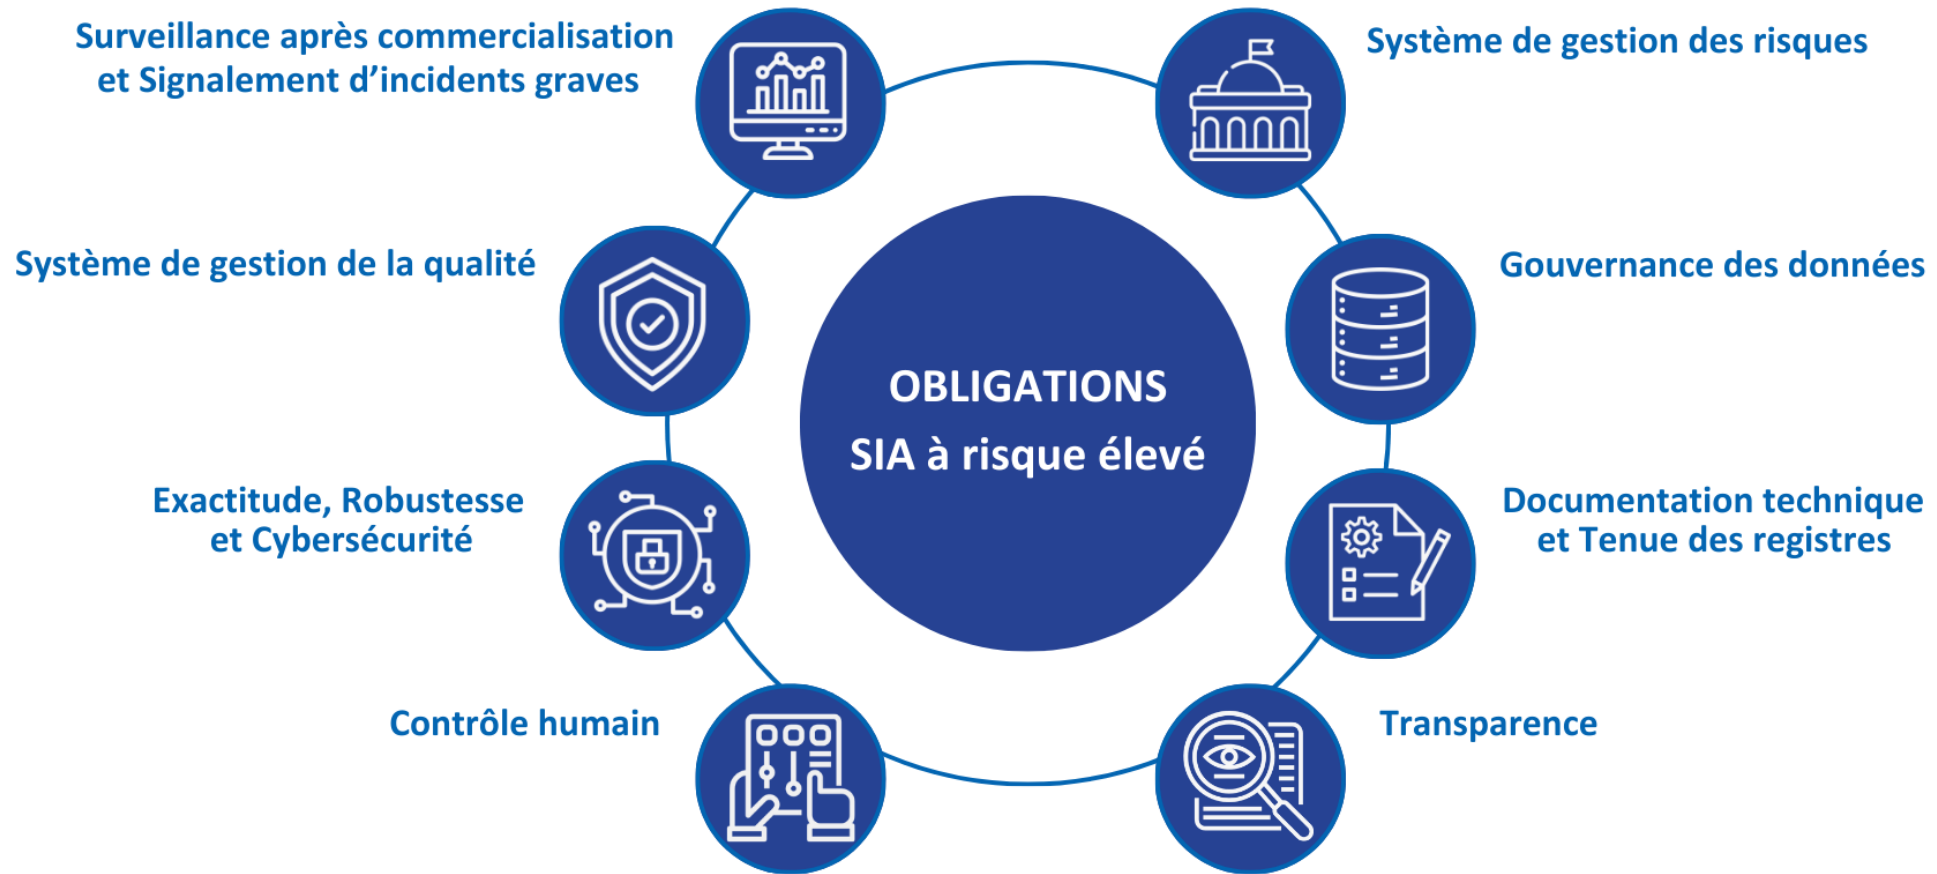 Surveillance après commercialisation
et Signalement d’incidents graves
Système de gestion des risques
Système de gestion de la qualité
Gouvernance des données
OBLIGATIONS
SIA à risque élevé
Exactitude, Robustesse
et Cybersécurité
Documentation technique
et Tenue des registres
Contrôle humain
Transparence